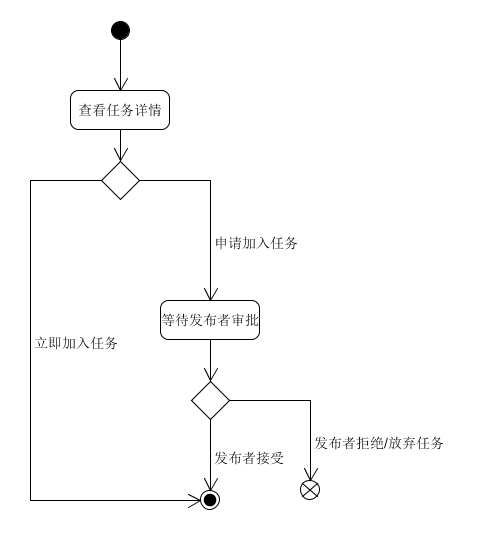 查看任务详情
申请加入任务
等待发布者审批
立即加入任务
发布者拒绝/放弃任务
发布者接受